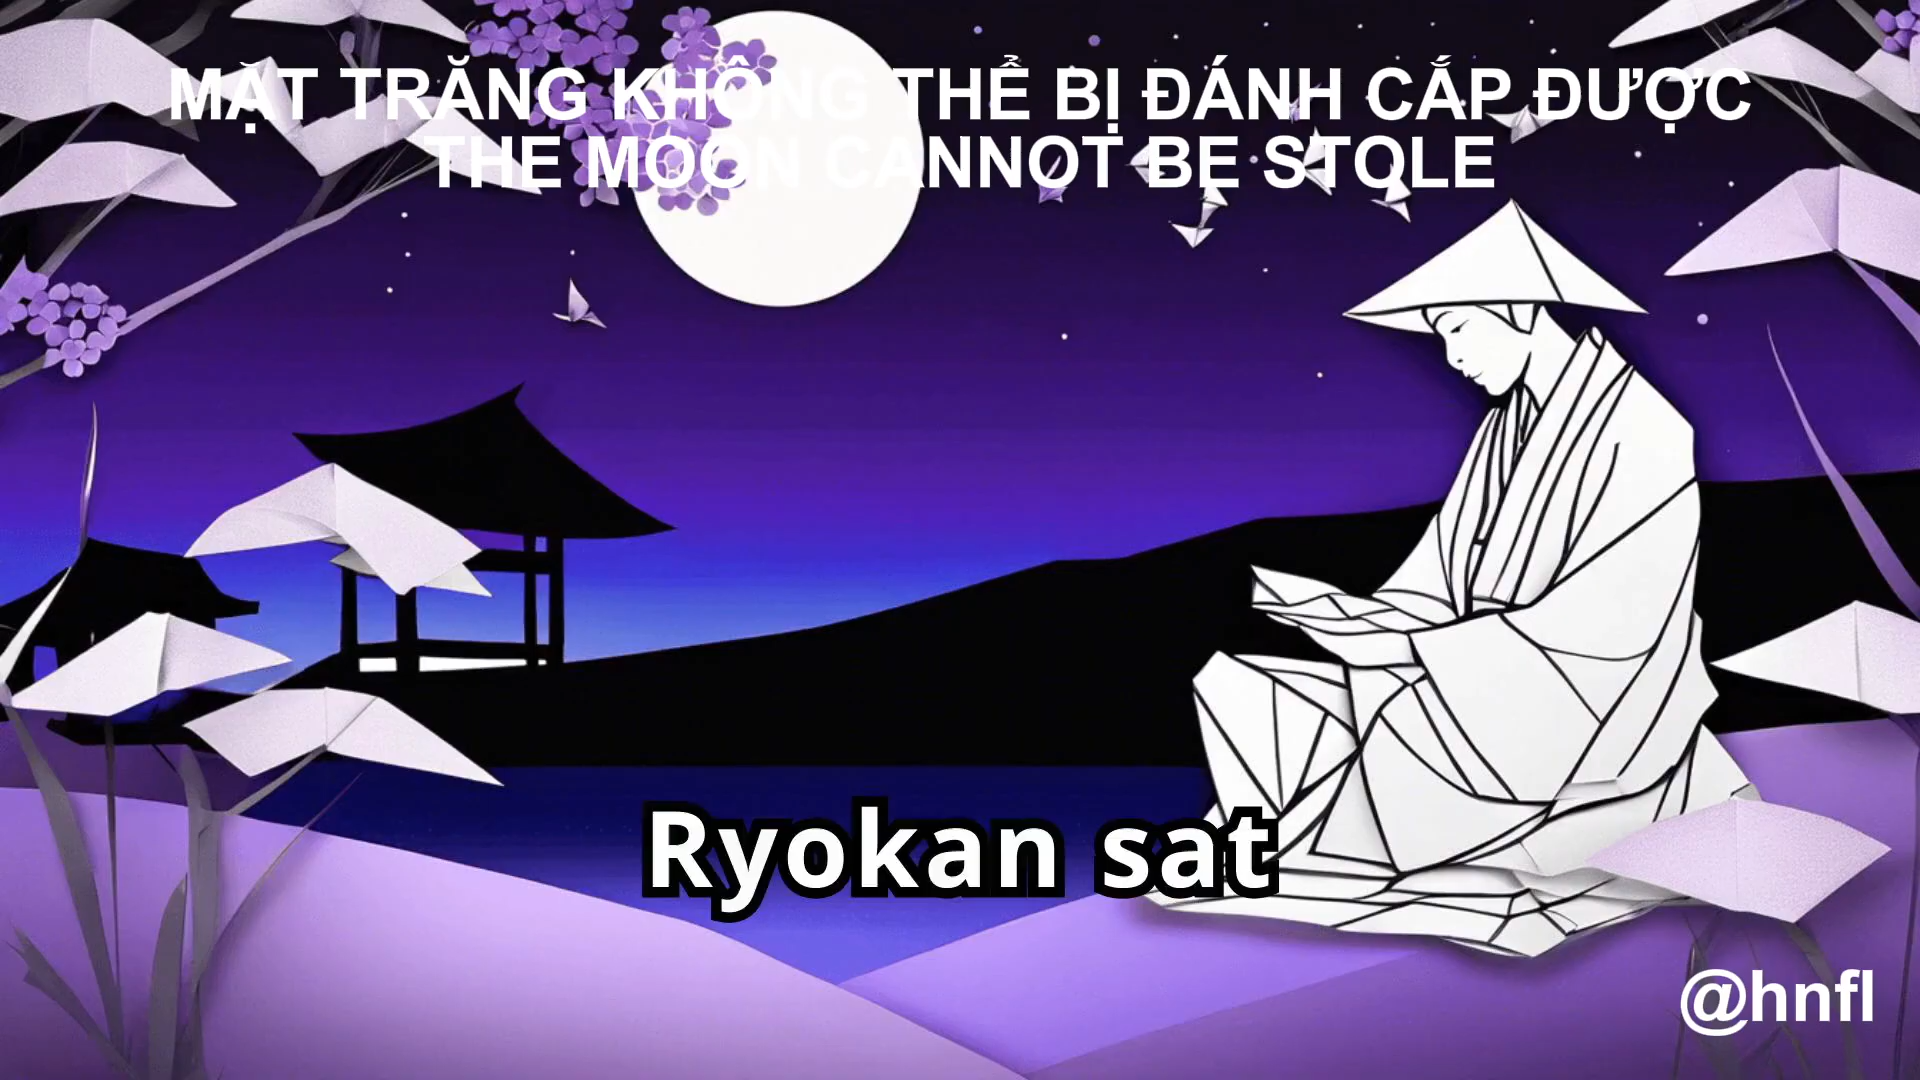 MẶT TRĂNG KHÔNG THỂ BỊ ĐÁNH CẮP ĐƯỢC
THE MOON CANNOT BE STOLE
Ryokan sat
@hnfl